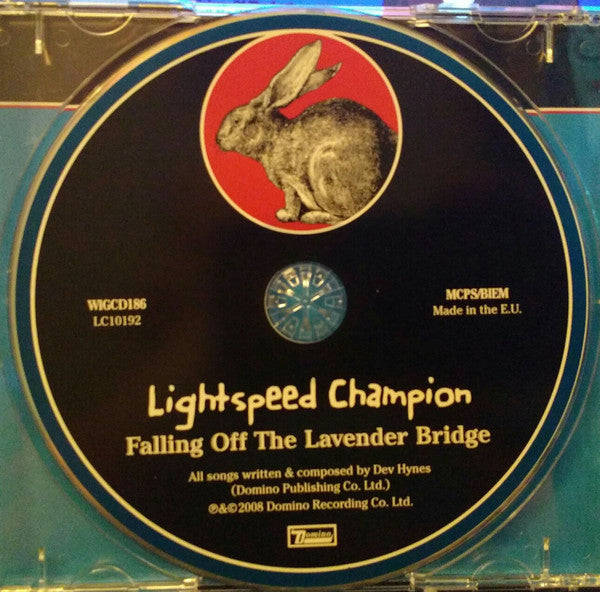 WIGCD186
LC10192
MCPS/BIEM
Made in the E.U.
Lightspeed Champion
Falling Off The Lavender Bridge
All songs written & composed by Dev Hynes
(Domino Publishing Co. Ltd.)
℗&©2008 Domino Recording Co. Ltd.
Domino